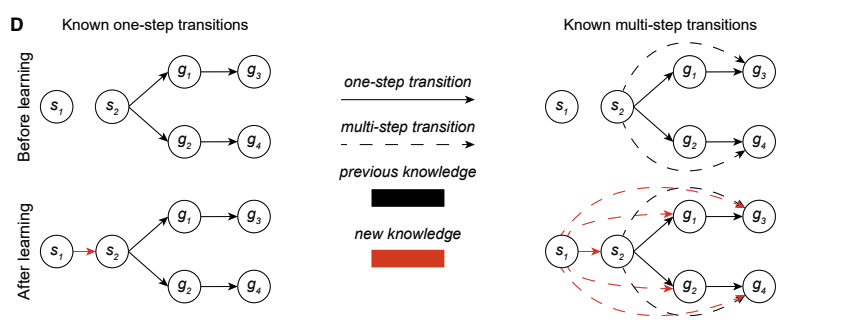 D
Known one-step transitions
Known multi-step transitions
Before learning
s1
s2
g1
g3
g2
g4
one-step transition
multi-step transition
previous knowledge
new knowledge
s1
s2
g1
g3
g2
g4
After learning
s1
s2
g1
g3
g2
g4
s1
s2
g1
g3
g2
g4